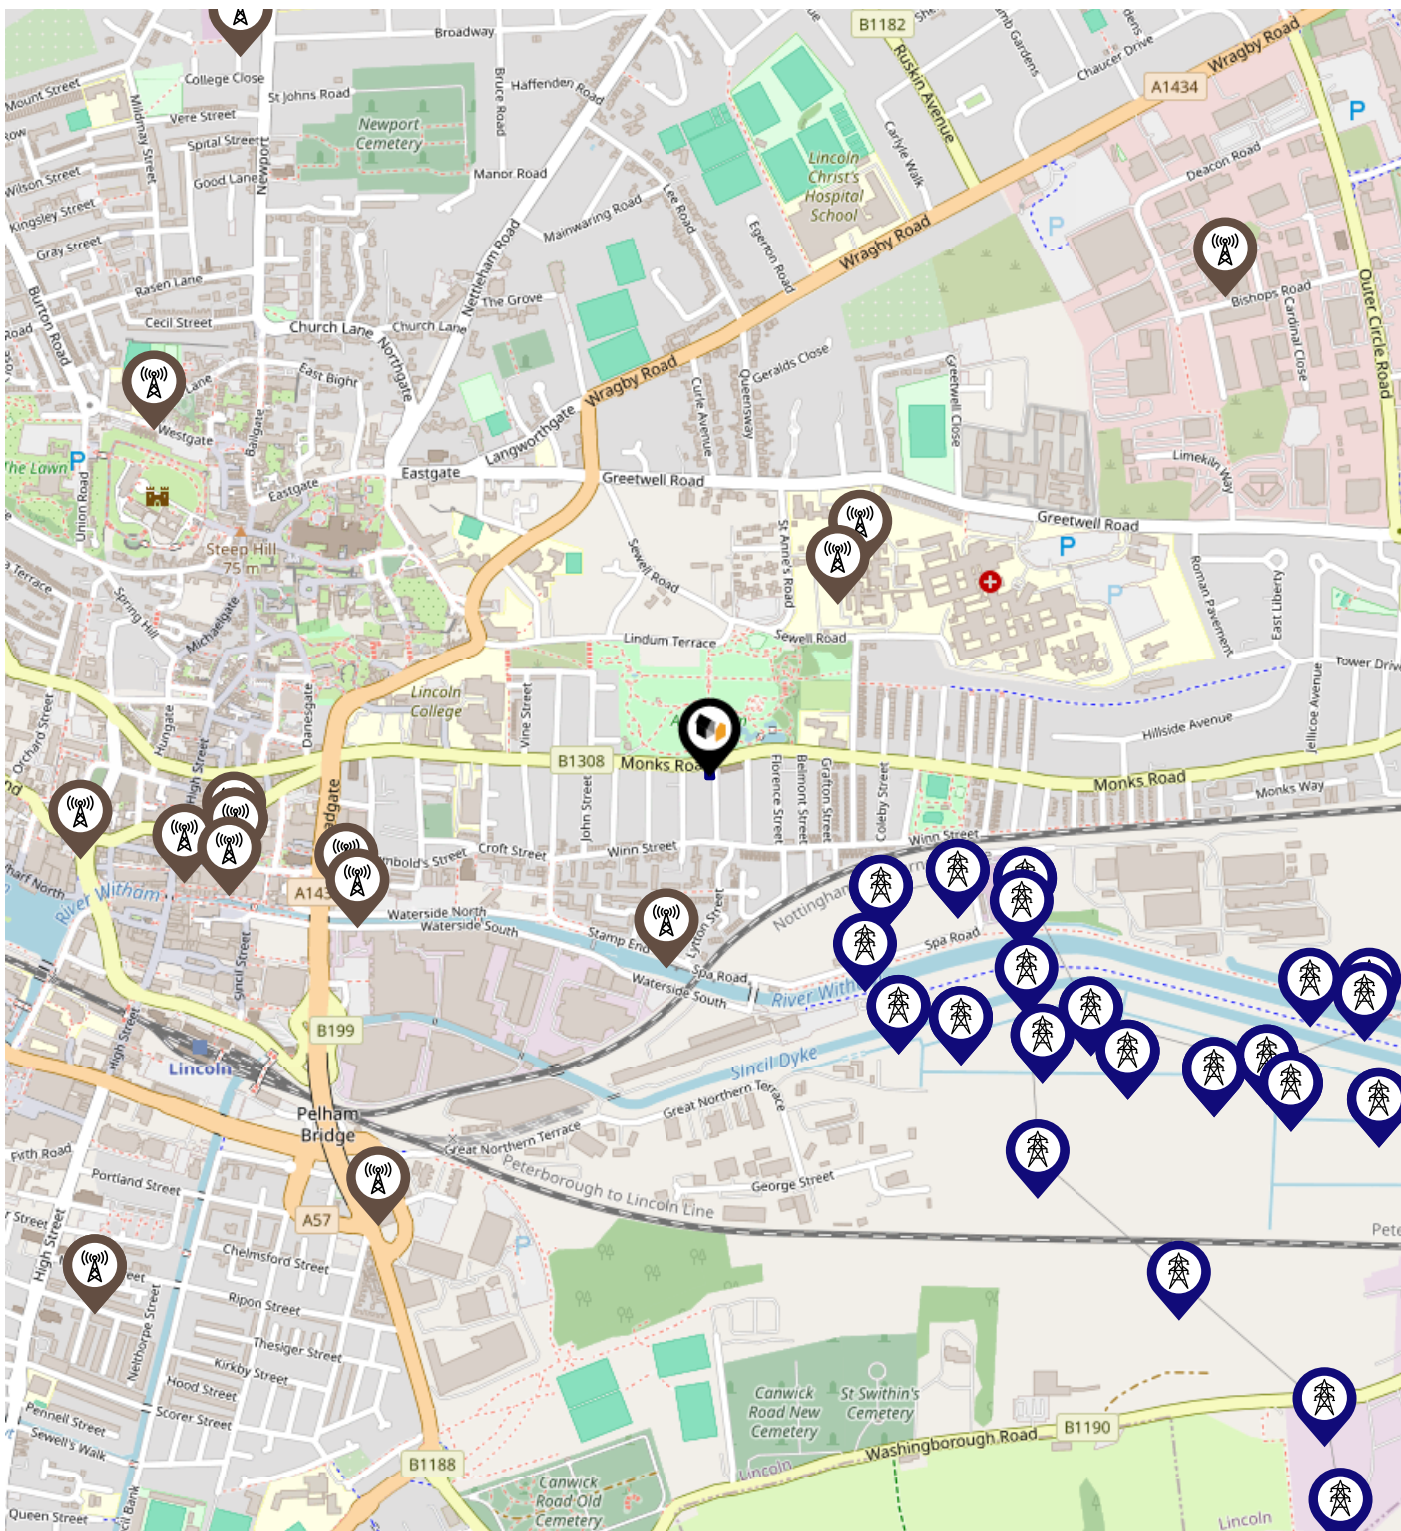 Broadway
B1182
Wragby Road
Chaucer Drive
College Close
Haffenden Road
Ruskin Avenue
A1434
Mount Street
St Johns Road
Bruce Road
Mildmay Street
Vere Street
Newport
Cemetery
Spital Street
Newport
Carlyle Walk
Lincoln
Christ's
Hospital
School
Deacon Road
Wilson Street
Good Lane
Manor Road
Kingsley Street
Lee Road
Mainwaring Road
Egerton Road
Wragby Road
Gray Street
Nettleham Road
Rasen Lane
Burton Road
The Grove
Bishops Road
Outer Circle Road
Cardinal Close
Cecil Street
Church Lane
Church Lane
Northgate
Geralds Close
East Bight
Wragby Road
Curle Avenue
Queensway
Greetwell Close
Lane
Westgate
Bailgate
Langworthgate
Limekiln Way
The Lawn
P
Union Road
Eastgate
Eastgate
Greetwell Road
Greetwell Road
Steep Hill
75 m
St Anne's Road
Sewell Road
P
P
Roman Pavement
East Liberty
Spring Hill
Michaelgate
Lindum Terrace
Sewell Road
Tower Drive
Orchard Street
Hungate
Danesgate
Lincoln
College
Vine Street
Jellicoe Avenue
Hillside Avenue
High Street
B1308
Monks Road
Monks Road
Monks Way
John Street
Florence Street
Belmont Street
Grafton Street
Coleby Street
Croft Street
Winn Street
Winn Street
River Witham
Waterside North
Waterside South
Stamp End
Lytton Street
Spa Road
Spa Road
Waterside South
Sincil Street
High Street
B199
Sincil Dyke
Lincoln
Great Northern Terrace
Pelham
Bridge
Great Northern Terrace
Firth Road
Portland Street
Peterborough to Lincoln Line
George Street
A57
High Street
Chelmsford Street
P
Ripon Street
Nelthorpe Street
Thesiger Street
Kirkby Street
Hood Street
Scorer Street
Pennell Street
Sewell's Walk
Canwick
Road New
Cemetery
St Swithin's
Cemetery
B1190
Washingborough Road
B1188
Lincoln
Canwick
Road Old
Cemetery
Queen Street
Lincoln